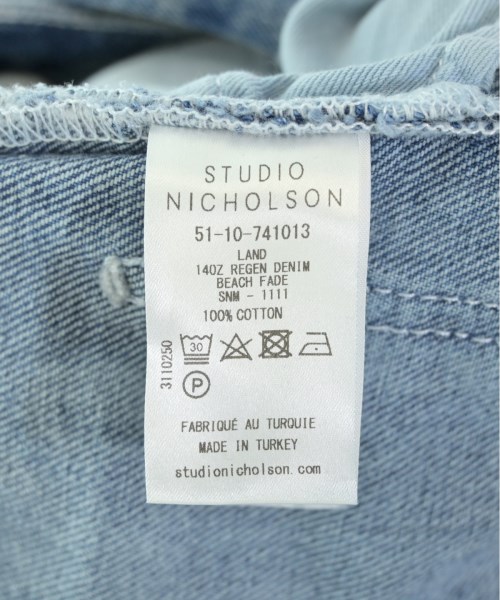 STUDIO
NICHOLSON
51-10-741013
LAND
14OZ REGEN DENIM
BEACH FADE
SNM - 1111
100% COTTON
3110250
30
P
FABRIQUÉ AU TURQUIE
MADE IN TURKEY
studionicholson.com